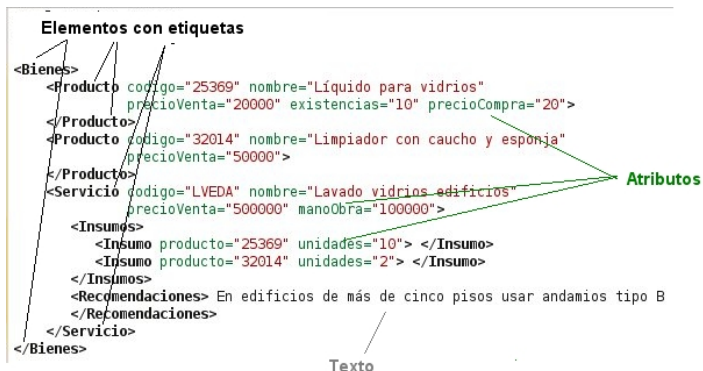 Elementos con etiquetas
<Bienes>
<Producto codigo="25369" nombre="Líquido para vidrios"
precioVenta="20000" existencias="10" precioCompra="20">
</Producto>
<Producto codigo="32014" nombre="Limpiador con caucho y esponja"
precioVenta="50000">
</Producto>
<Servicio codigo="LVEDA" nombre="Lavado vidrios edificios"
precioVenta="500000" manoObra="100000">
Atributos
<Insumos>
<Insumo producto="25369" unidades="10"> </Insumo>
<Insumo producto="32014" unidades="2"> </Insumo>
</Insumos>
<Recomendaciones> En edificios de más de cinco pisos usar andamios tipo B
</Recomendaciones>
</Servicio>
</Bienes>
Texto